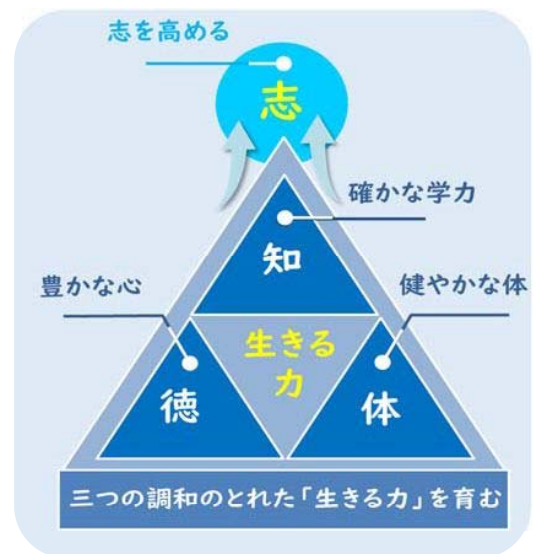 志を高める
志
確かな学力
知
豊かな心
健やかな体
生きる
力
徳
体
三つの調和のとれた「生きる力」を育む